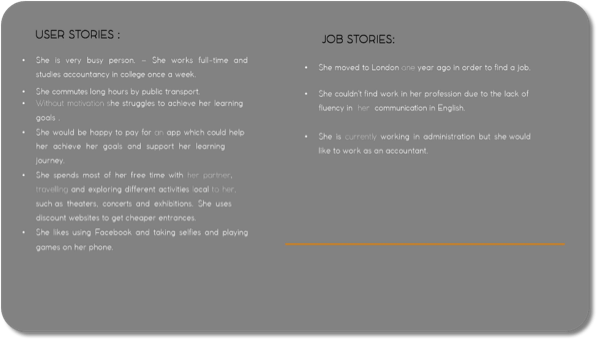 USER STORIES :
• She is very busy person. – She works full-time and
studies accountancy in college once a week.
• She commutes long hours by public transport.
• Without motivation she struggles to achieve her learning
goals .
• She would be happy to pay for an app which could help
her achieve her goals and support her learning
journey.
• She spends most of her free time with her partner,
travelling and exploring different activities local to her,
such as theaters, concerts and exhibitions. She uses
discount websites to get cheaper entrances.
• She likes using Facebook and taking selfies and playing
games on her phone.
JOB STORIES:
• She moved to London one year ago in order to find a job.
• She couldn't find work in her profession due to the lack of
fluency in her communication in English.
• She is currently working in administration but she would
like to work as an accountant.